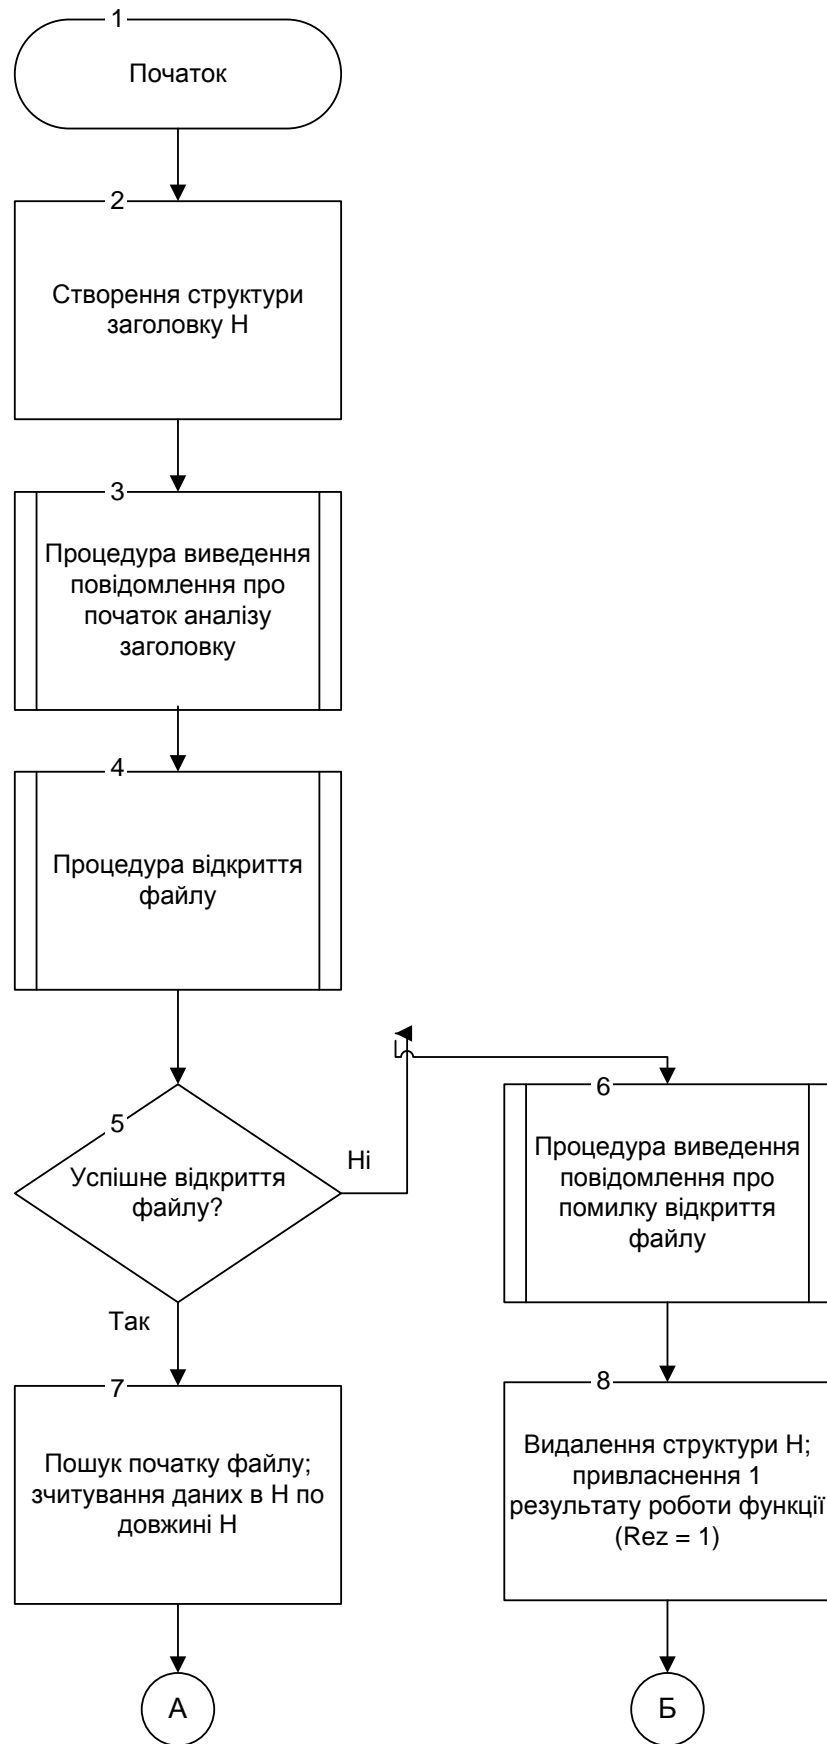 1
Початок
2
Створення структури
заголовку Н
3
Процедура виведення
повідомлення про
початок аналізу
заголовку
4
Процедура відкриття
файлу
5
Успішне відкриття
файлу?
Ні
Так
6
Процедура виведення
повідомлення про
помилку відкриття
файлу
7
Пошук початку файлу;
зчитування даних в Н по
довжині Н
8
Видалення структури Н;
привласнення 1
результату роботи функції
(Rez = 1)
А
Б